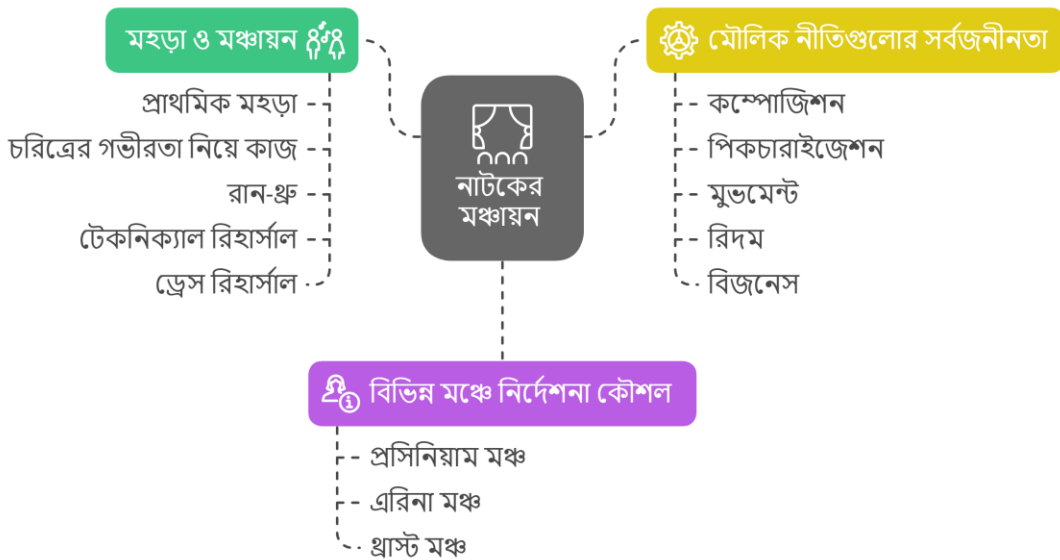 মহড়া ও মঞ্চায়ন
প্রাথমিক মহড়া
চরিত্রের গভীরতা নিয়ে কাজ
রান-থ্রু
টেকনিক্যাল রিহার্সাল
ড্রেস রিহার্সাল
নাটকের
মঞ্চায়ন
মৌলিক নীতিগুলোর সর্বজনীনতা
কম্পোজিশন
পিকচারাইজেশন
মুভমেন্ট
রিদম
বিজনেস
বিভিন্ন মঞ্চে নির্দেশনা কৌশল
প্রসিনিয়াম মঞ্চ
এরিনা মঞ্চ
থ্রাস্ট মঞ্চ